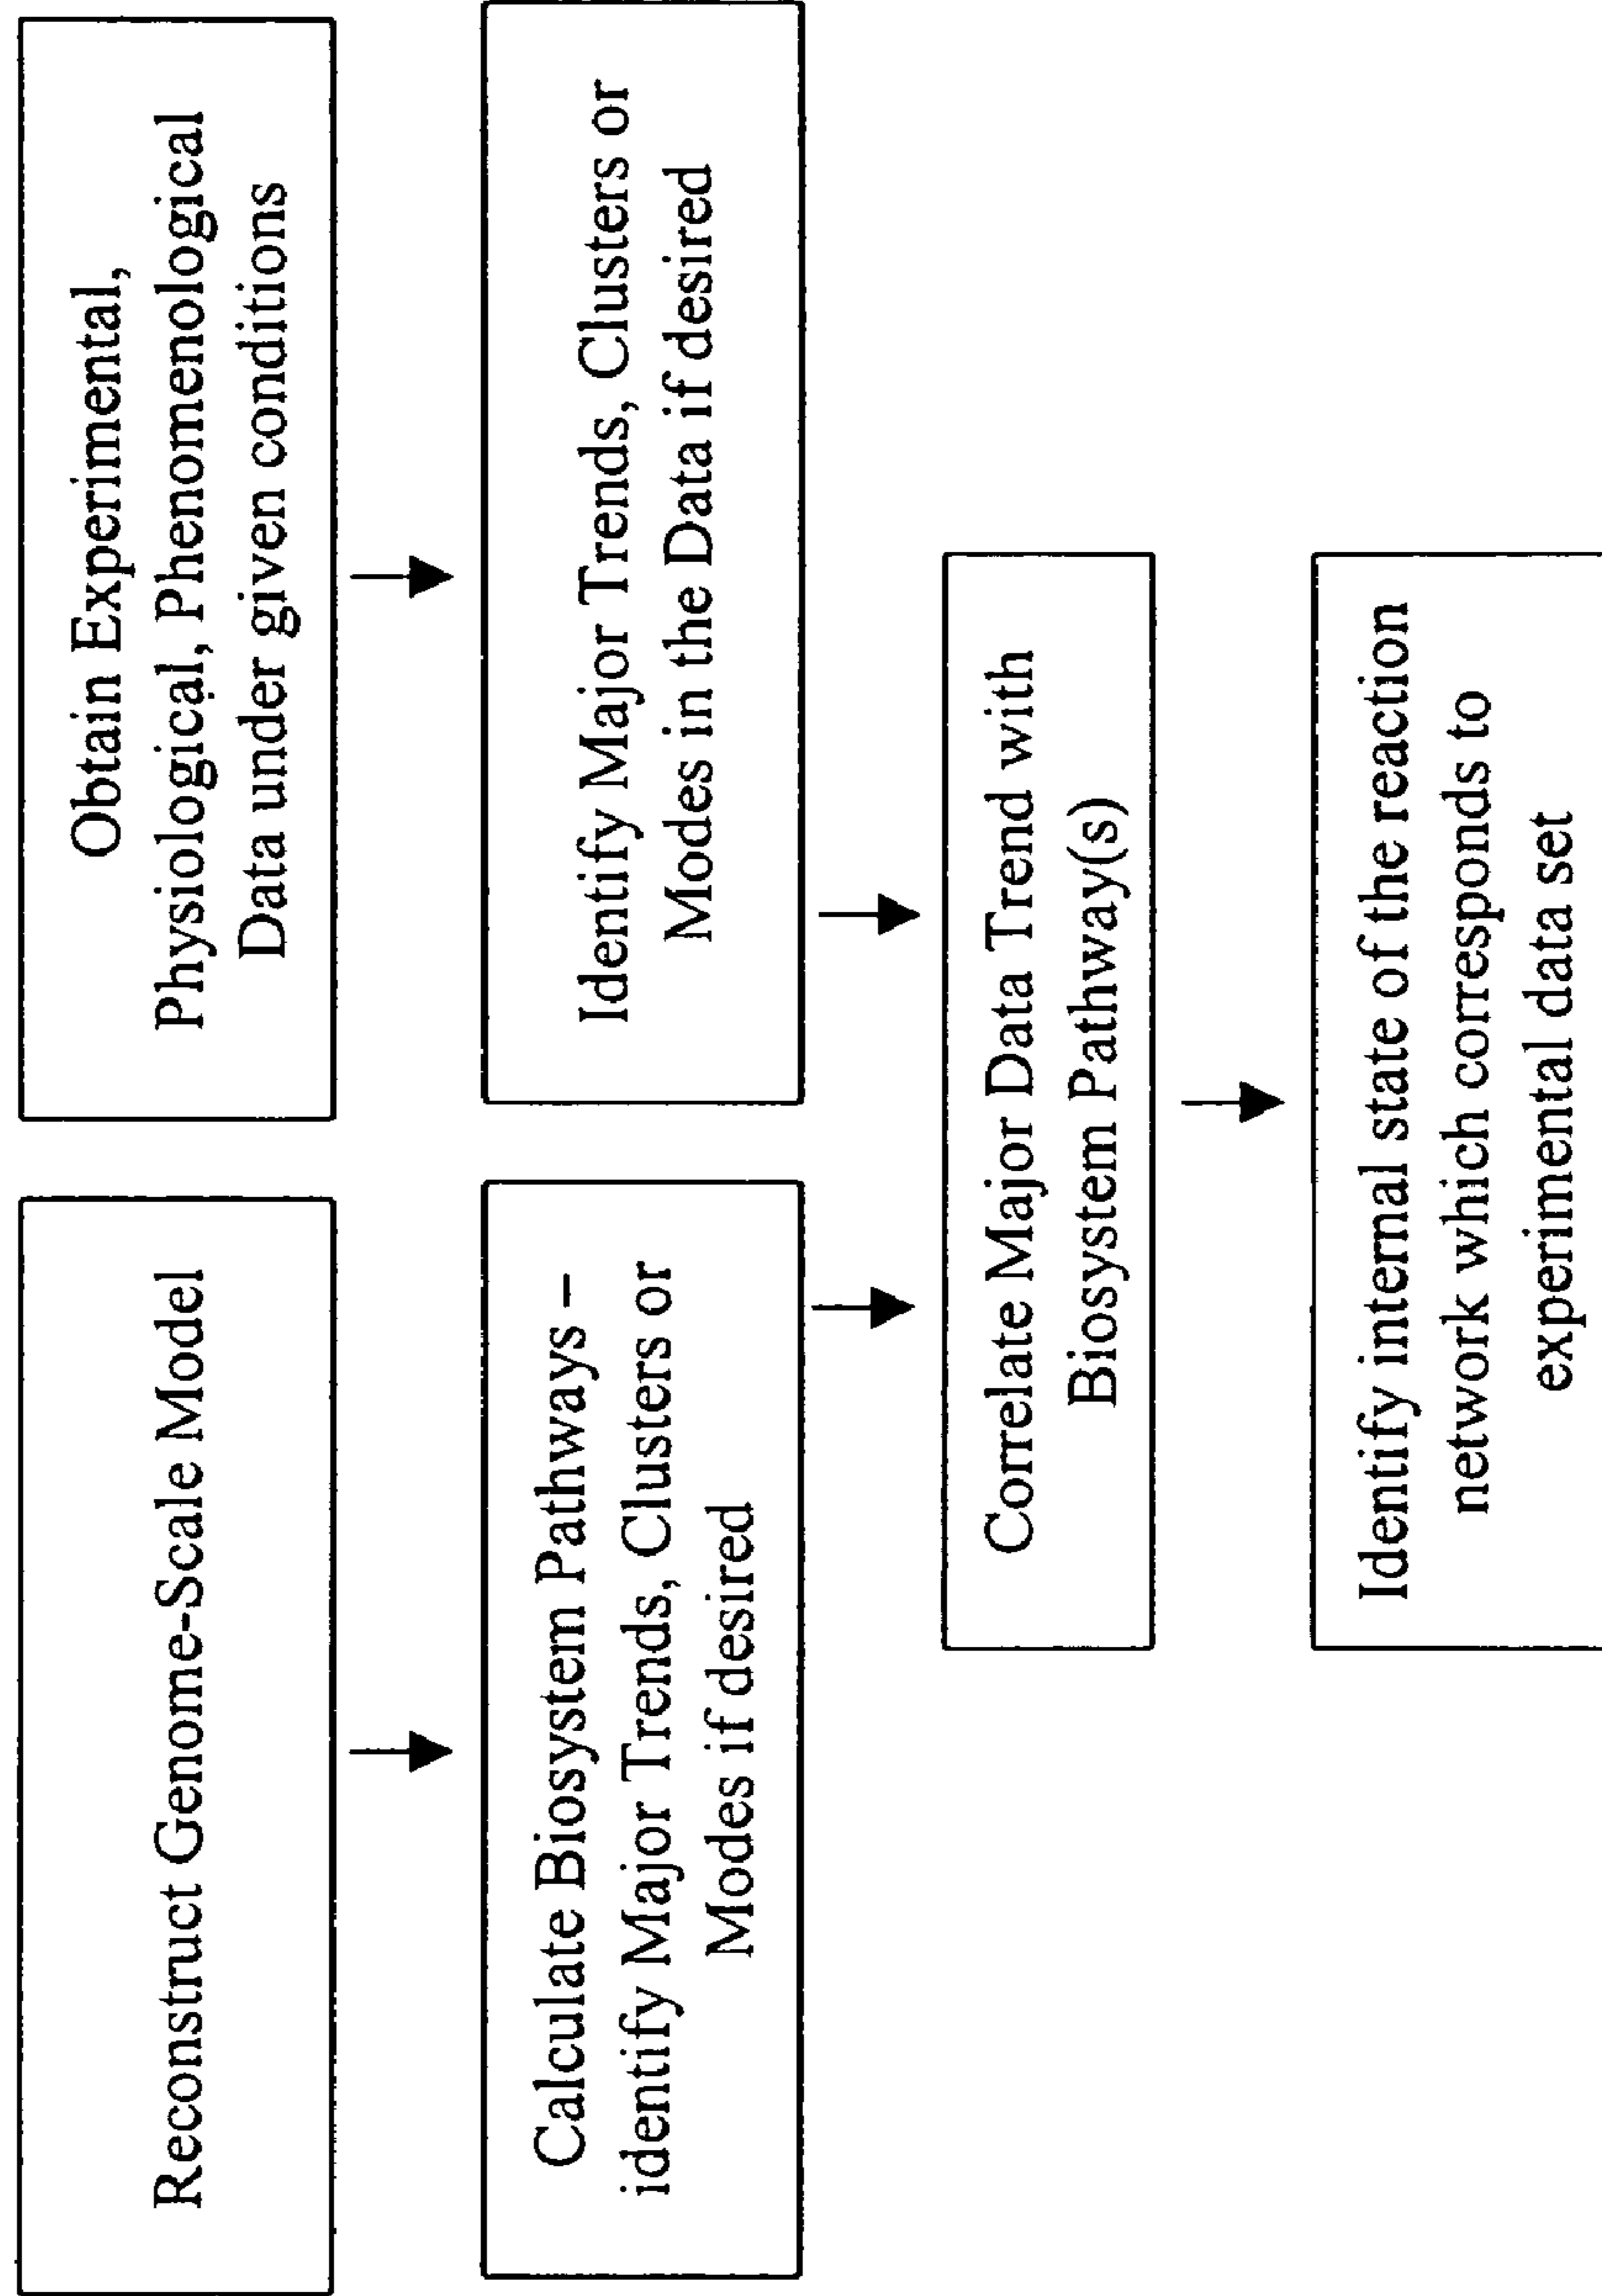 Reconstruct Genome-Scale Model
Obtain Experimental,
Physiological, Phenomenological
Data under given conditions
Calculate Biosystem Pathways –
identify Major Trends, Clusters or
Modes if desired
Identify Major Trends, Clusters or
Modes in the Data if desired
Correlate Major Data Trend with
Biosystem Pathway(s)
Identify internal state of the reaction
network which corresponds to
experimental data set